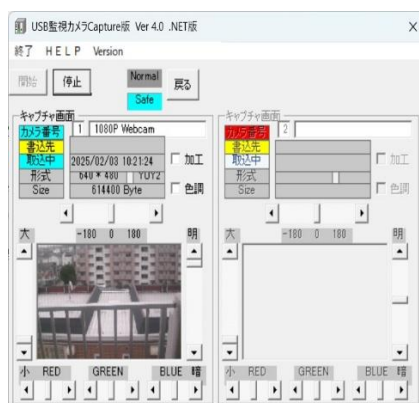 USB監視カメラCapture版 Ver 4.0 .NET版
終了 HELP Version
開始 停止 Normal Safe 戻る
キャプチャ画面
カメラ番号 1 1080P Webcam
書込先
取込中 2025/02/03 10:21:24 加工
形式 640 * 480 YUY2
Size 614400 Byte 色調
大 -180 0 180 明
小 RED GREEN BLUE 暗
キャプチャ画面
カメラ番号 2
書込先
取込中 加工
形式
Size 色調
大 -180 0 180 明
小 RED GREEN BLUE 暗